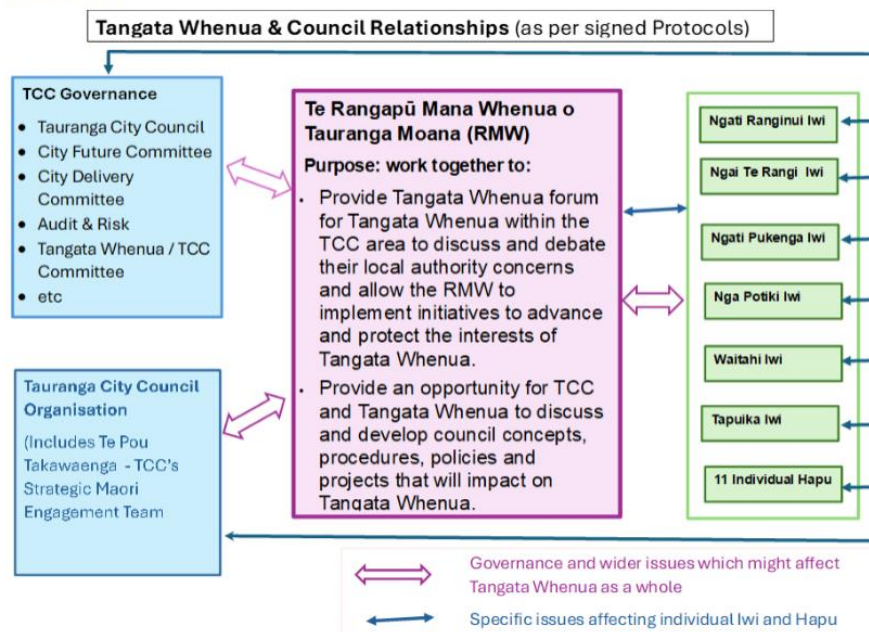 Tangata Whenua & Council Relationships (as per signed Protocols)
TCC Governance
• Tauranga City Council
• City Future Committee
• City Delivery
Committee
• Audit & Risk
• Tangata Whenua / TCC
Committee
• etc
Tauranga City Council
Organisation
(Includes Te Pou
Takawaenga - TCC's
Strategic Maori
Engagement Team
Te Rangapū Mana Whenua o
Tauranga Moana (RMW)
Purpose: work together to:
• Provide Tangata Whenua forum
for Tangata Whenua within the
TCC area to discuss and debate
their local authority concerns
and allow the RMW to
implement initiatives to advance
and protect the interests of
Tangata Whenua.
• Provide an opportunity for TCC
and Tangata Whenua to discuss
and develop council concepts,
procedures, policies and
projects that will impact on
Tangata Whenua.
Ngati Ranginui Iwi
Ngai Te Rangi Iwi
Ngati Pukenga Iwi
Nga Potiki Iwi
Waitahi Iwi
Tapuika Iwi
11 Individual Hapu
Governance and wider issues which might affect
Tangata Whenua as a whole
Specific issues affecting individual Iwi and Hapu